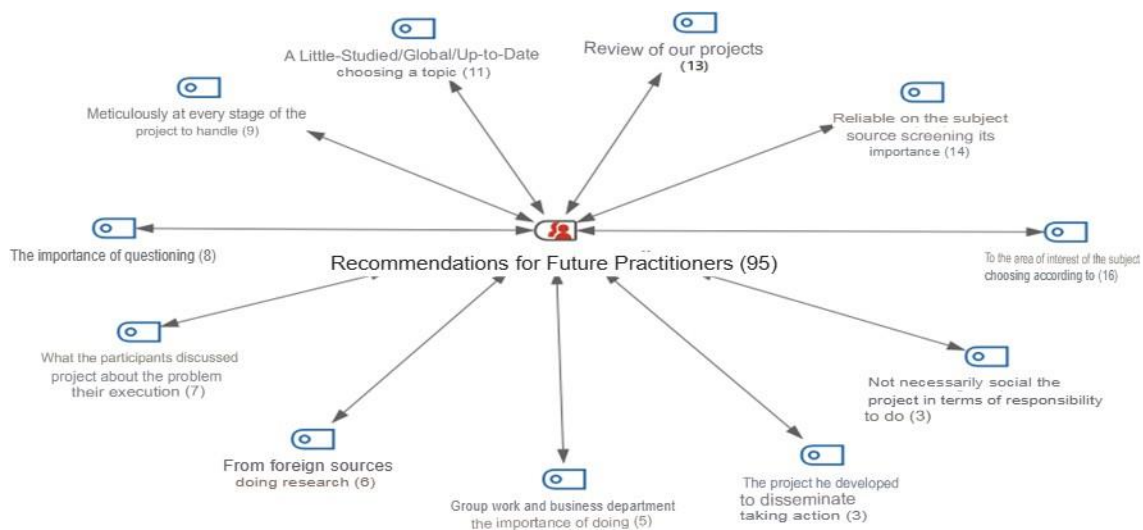 A Little-Studied/Global/Up-to-Date
choosing a topic (11)
Review of our projects
(13)
Meticulously at every stage of the
project to handle (9)
Reliable on the subject
source screening its
importance (14)
The importance of questioning (8)
Recommendations for Future Practitioners (95)
To the area of interest of the subject
choosing according to (16)
What the participants discussed
project about the problem
their execution (7)
Not necessarily social the
project in terms of responsibility
to do (3)
From foreign sources
doing research (6)
Group work and business department
the importance of doing (5)
The project he developed
to disseminate
taking action (3)